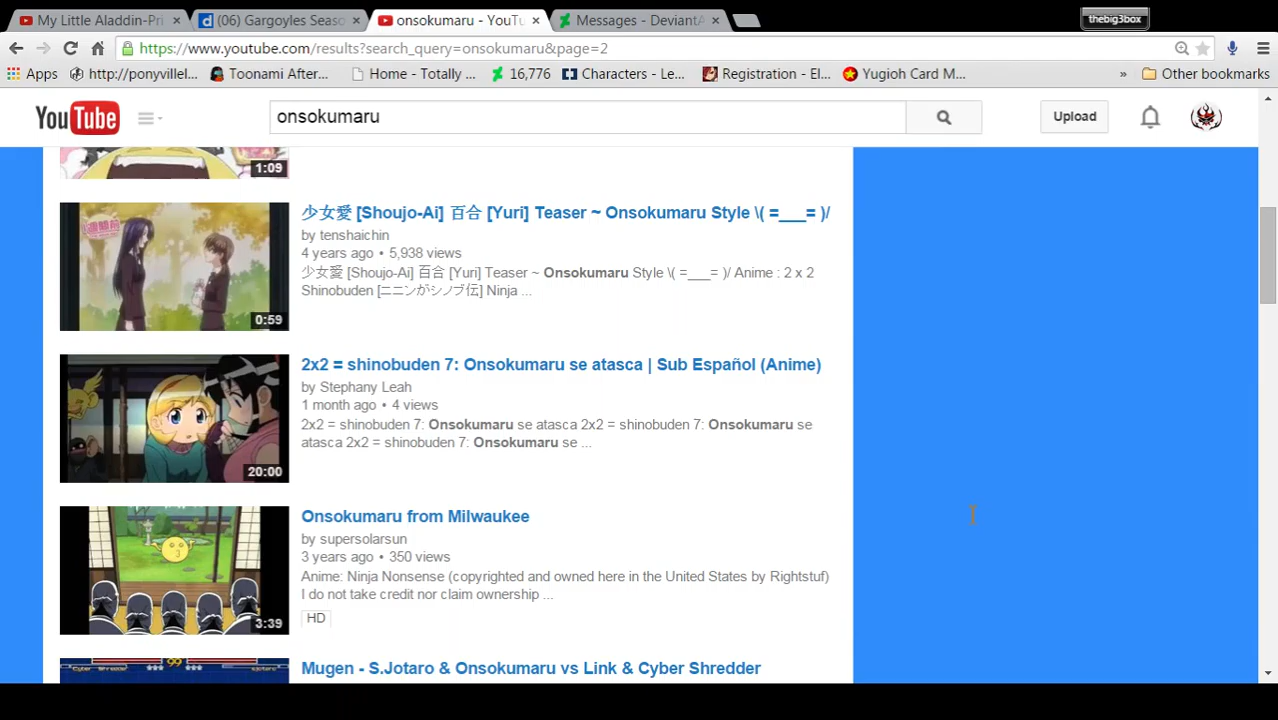 My Little Aladdin-Pri
(06) Gargoyles Seaso
onsokumaru - YouTu
Messages - DeviantA
thebig3box
https://www.youtube.com/results?search_query=onsokumaru&page=2
Apps
http://ponyvillel...
Toonami After...
Home - Totally ...
16,776
Characters - Le...
Registration - El...
Yugioh Card M...
»
Other bookmarks
YouTube
onsokumaru
Upload
1:09
少女愛 [Shoujo-Ai] 百合 [Yuri] Teaser ~ Onsokumaru Style \( =___= )/
by tenshaichin
4 years ago • 5,938 views
少女愛 [Shoujo-Ai] 百合 [Yuri] Teaser ~ Onsokumaru Style \( =___= )/ Anime : 2 x 2
Shinobuden [ニニンがシノブ伝] Ninja ...
0:59
2x2 = shinobuden 7: Onsokumaru se atasca | Sub Español (Anime)
by Stephany Leah
1 month ago • 4 views
2x2 = shinobuden 7: Onsokumaru se atasca 2x2 = shinobuden 7: Onsokumaru se
atasca 2x2 = shinobuden 7: Onsokumaru se ...
20:00
Onsokumaru from Milwaukee
by supersolarsun
3 years ago • 350 views
Anime: Ninja Nonsense (copyrighted and owned here in the United States by Rightstuf)
I do not take credit nor claim ownership ...
HD
3:39
Mugen - S.Jotaro & Onsokumaru vs Link & Cyber Shredder
Cyber Shredder
99